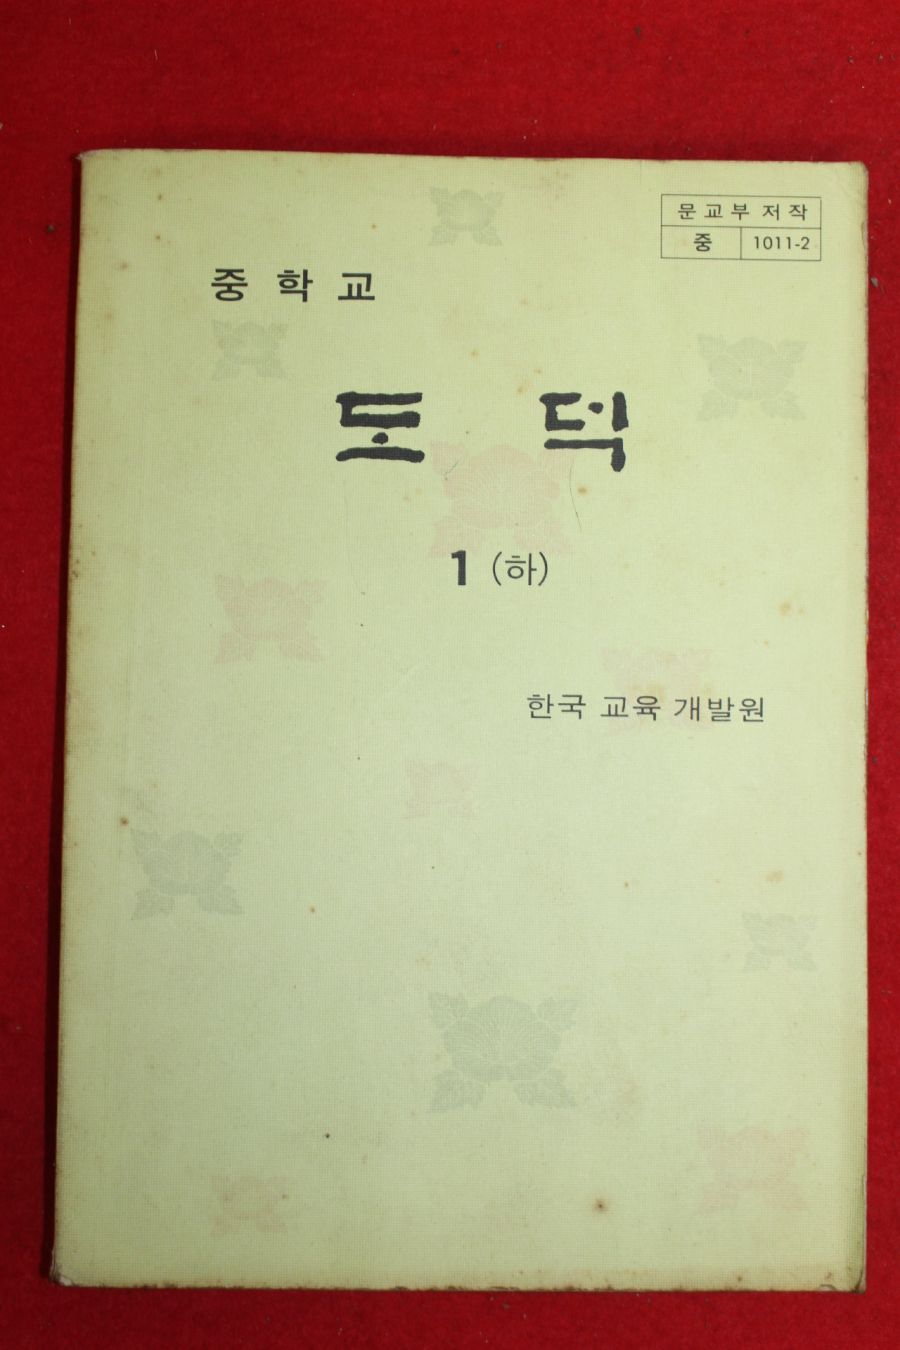 문교부 저작
중 1011-2
중학교
도덕
1 (하)
한국 교육 개발원